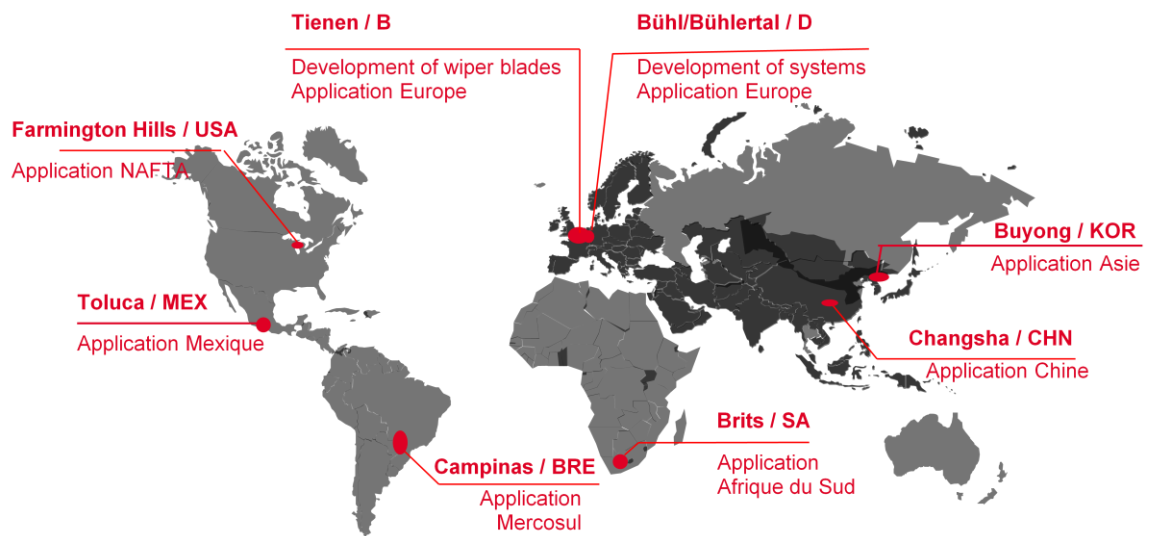 Tienen / B
Development of wiper blades
Application Europe
Bühl/Bühlertal / D
Development of systems
Application Europe
Farmington Hills / USA
Application NAFTA
Buyong / KOR
Application Asie
Toluca / MEX
Application Mexique
Changsha / CHN
Application Chine
Brits / SA
Application
Afrique du Sud
Campinas / BRE
Application
Mercosul